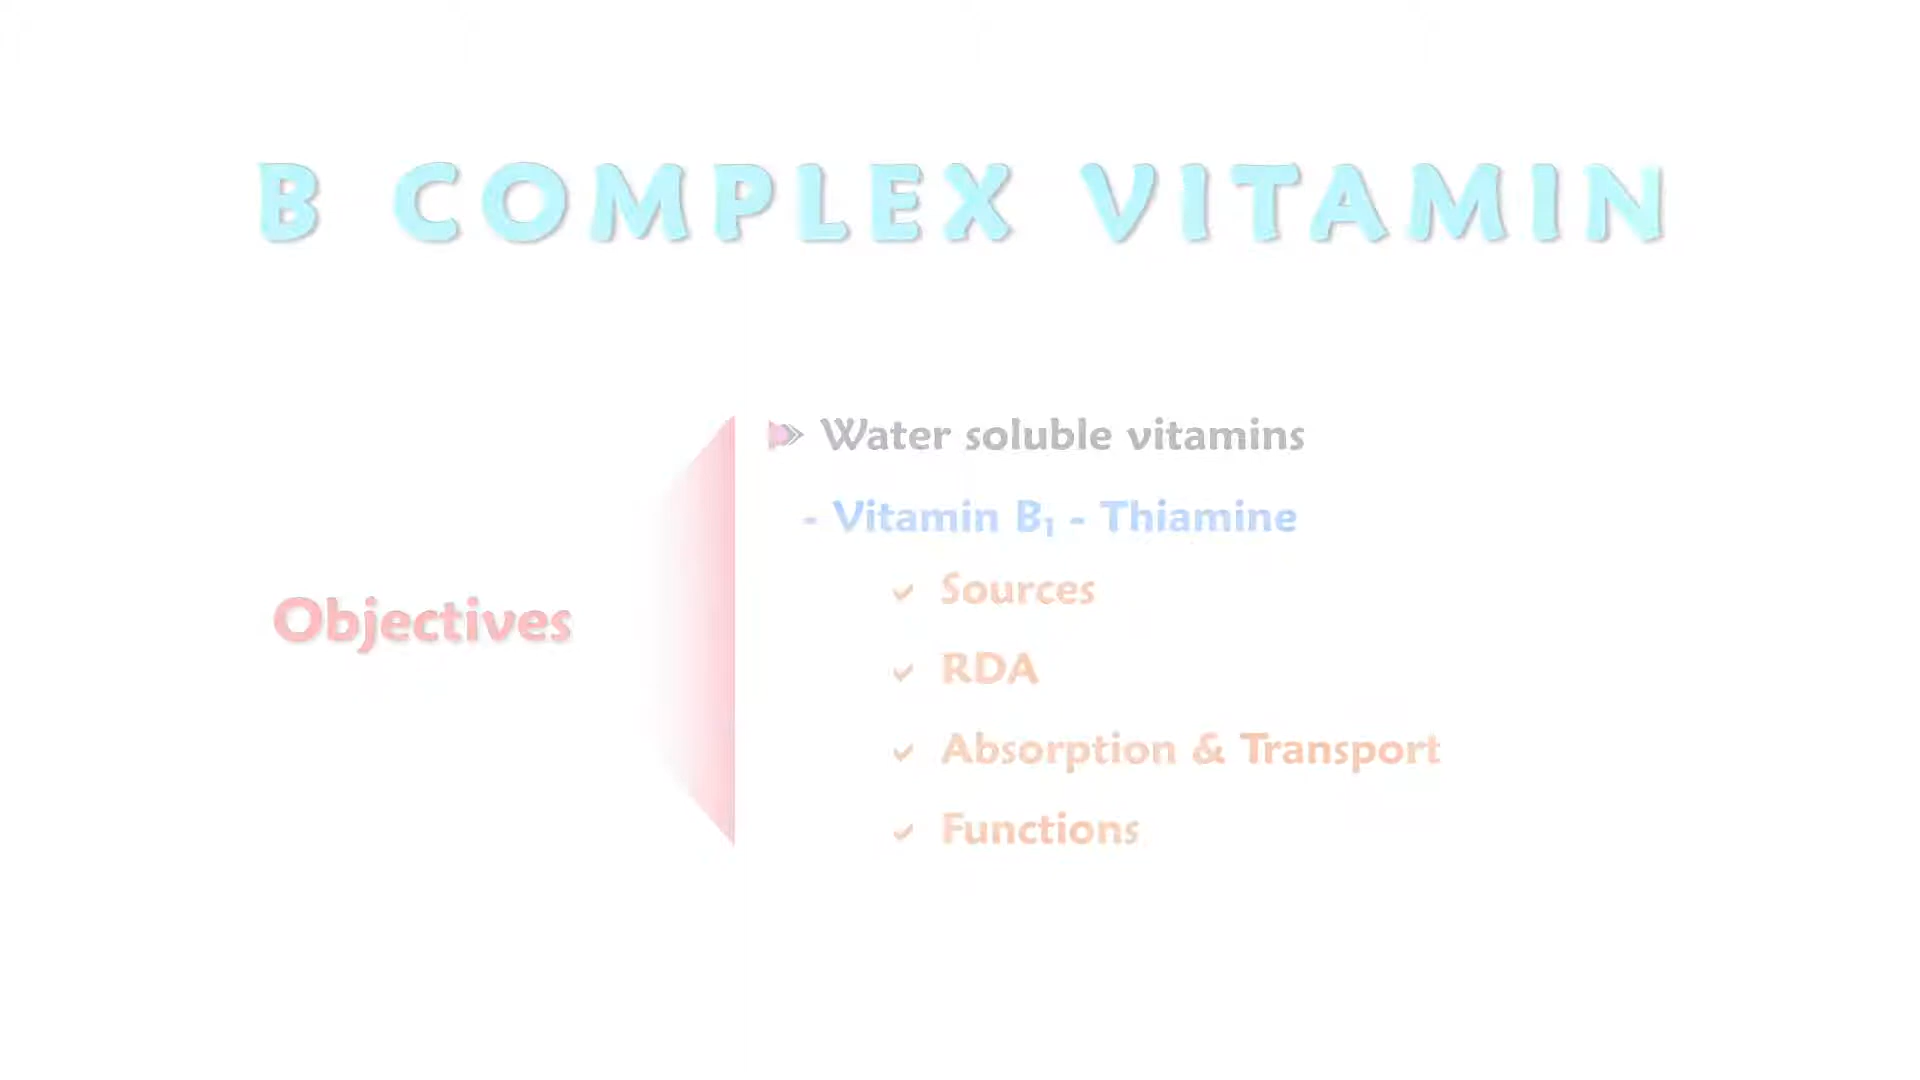 B COMPLEX VITAMIN
Objectives
Water soluble vitamins
- Vitamin B₁ - Thiamine
Sources
RDA
Absorption & Transport
Functions